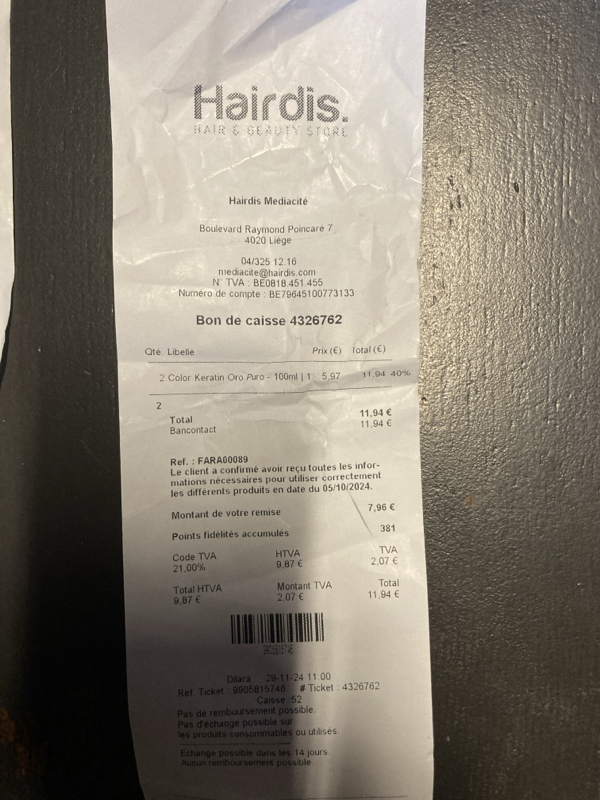 Hairdis.
HAIR & BEAUTY STORE
Hairdis Mediacité
Boulevard Raymond Poincaré 7
4020 Liège
04/325 12.16
mediacite@hairdis.com
N° TVA : BE0818.451.455
Numéro de compte : BE79645100773133
Bon de caisse 4326762
Qté Libellé Prix (€) Total (€)
2 Color Keratin Oro Puro - 100ml | 1 5,97 11,94 40%
2
Total 11,94 €
Bancontact 11,94 €
Ref. : FARA00089
Le client a confirmé avoir reçu toutes les infor-
mations nécessaires pour utiliser correctement
les différents produits en date du 05/10/2024.
Montant de votre remise 7,96 €
Points fidélités accumulés 381
Code TVA HTVA TVA
21,00% 9,87 € 2,07 €
Total HTVA Montant TVA Total
9,87 € 2,07 € 11,94 €
Dilara 29-11-24 11:00
Ref. Ticket : 9905815746 # Ticket : 4326762
Caisse 52
Pas de remboursement possible.
Pas d'échange possible sur
les produits consommables ou utilisés.
Echange possible dans les 14 jours.
Aucun remboursement possible.